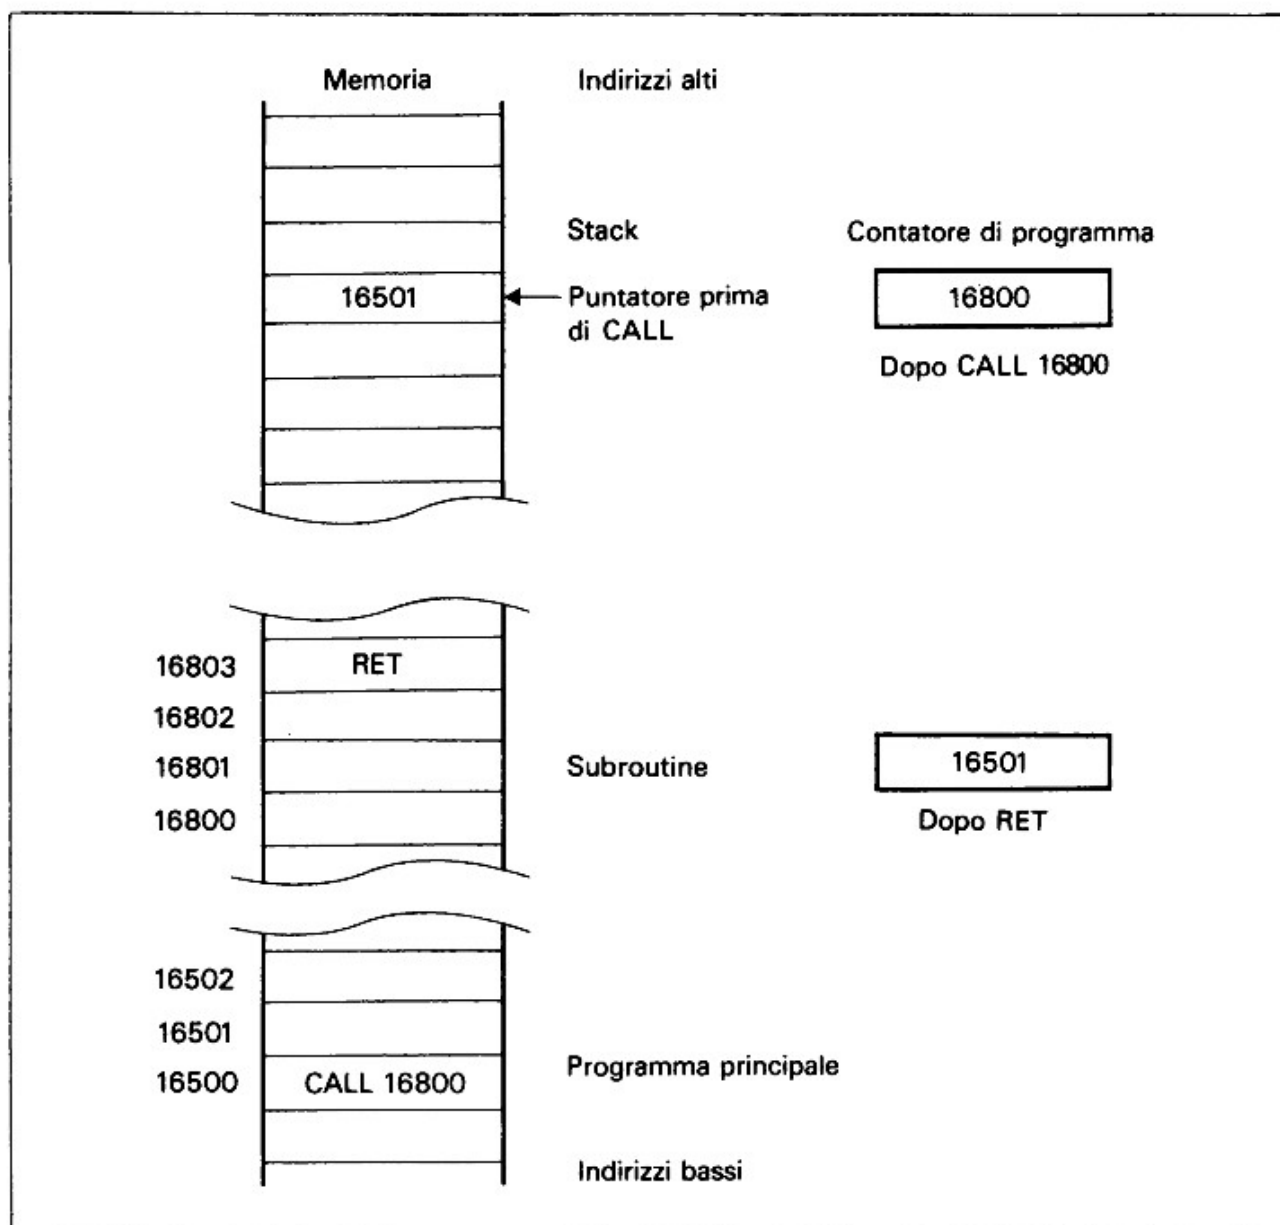 Memoria
Indirizzi alti
Stack
Contatore di programma
16501
Puntatore prima
di CALL
16800
Dopo CALL 16800
16803
RET
16802
16801
Subroutine
16501
16800
Dopo RET
16502
16501
16500
CALL 16800
Programma principale
Indirizzi bassi